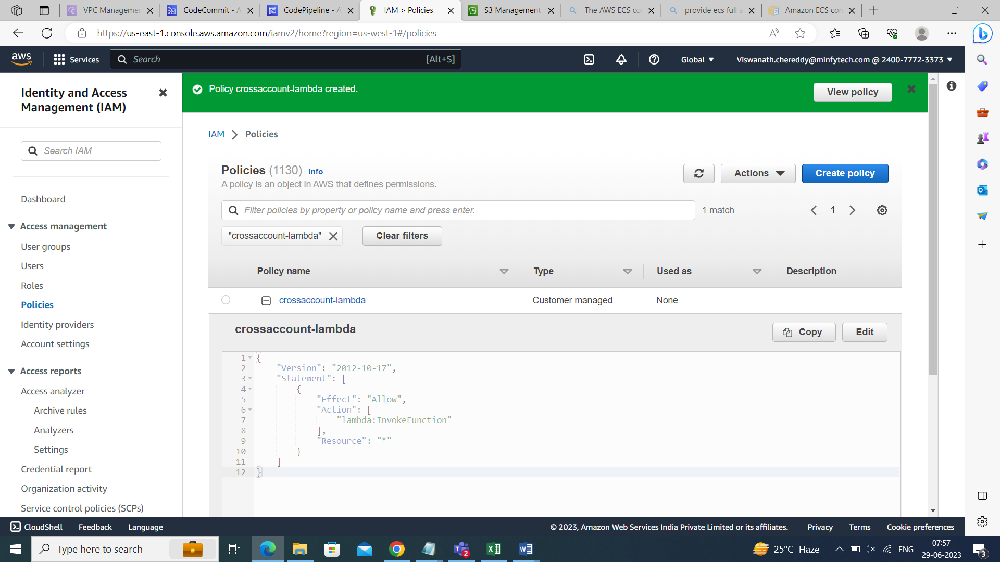 VPC Managemen
CodeCommit - A
CodePipeline - A
IAM > Policies
S3 Management
The AWS ECS co
provide ecs full a
Amazon ECS con
https://us-east-1.console.aws.amazon.com/iamv2/home?region=us-west-1#/policies
aws
Services
Search
[Alt+S]
Global
Viswanath.chereddy@minfytech.com @ 2400-7772-3373
Identity and Access
Management (IAM)
Search IAM
Dashboard
Access management
User groups
Users
Roles
Policies
Identity providers
Account settings
Access reports
Access analyzer
Archive rules
Analyzers
Settings
Credential report
Organization activity
Service control policies (SCPs)
Policy crossaccount-lambda created.
View policy
IAM > Policies
Policies (1130) Info
A policy is an object in AWS that defines permissions.
Actions
Create policy
Filter policies by property or policy name and press enter.
1 match
1
"crossaccount-lambda"
Clear filters
Policy name
Type
Used as
Description
crossaccount-lambda
Customer managed
None
crossaccount-lambda
Copy
Edit
1 {
2 "Version": "2012-10-17",
3 "Statement": [
4 {
5 "Effect": "Allow",
6 "Action": [
7 "lambda:InvokeFunction"
8 ],
9 "Resource": "*"
10 }
11 ]
12 }
CloudShell
Feedback
Language
© 2023, Amazon Web Services India Private Limited or its affiliates.
Privacy
Terms
Cookie preferences
Type here to search
2
25°C Haze
ENG
07:57
29-06-2023
3